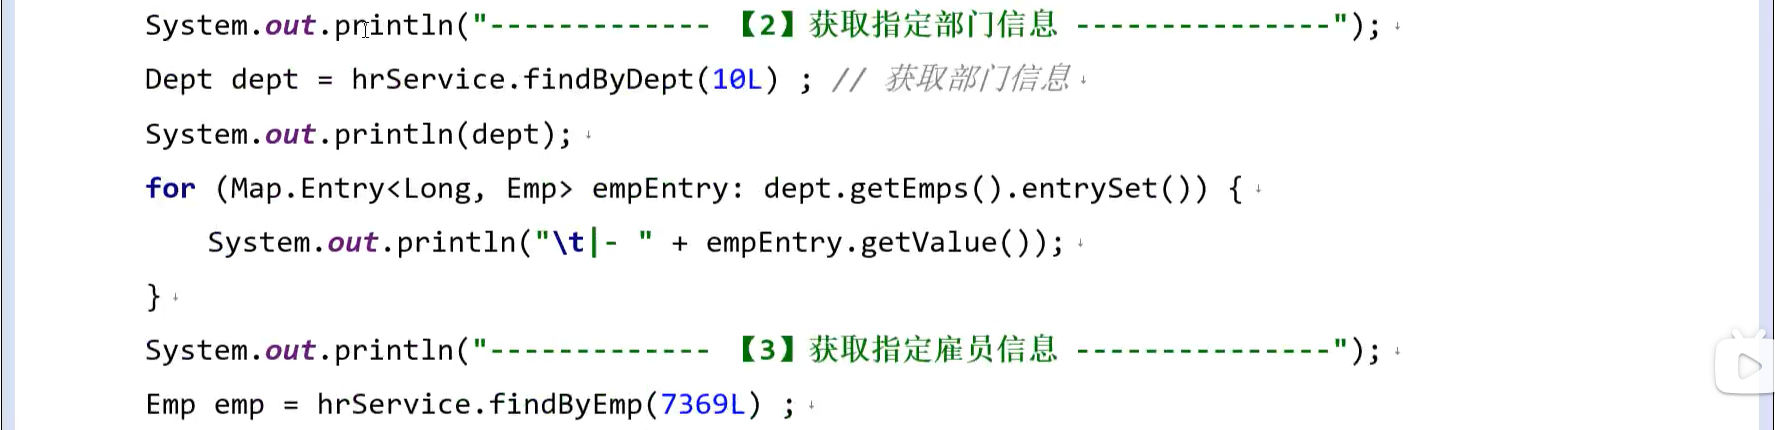 System.out.println("------------- 【2】获取指定部门信息 ---------------");
Dept dept = hrService.findByDept(10L) ; // 获取部门信息
System.out.println(dept);
for (Map.Entry<Long, Emp> empEntry: dept.getEmps().entrySet()) {
    System.out.println("\t|- " + empEntry.getValue());
}
System.out.println("------------- 【3】获取指定雇员信息 ---------------");
Emp emp = hrService.findByEmp(7369L) ;